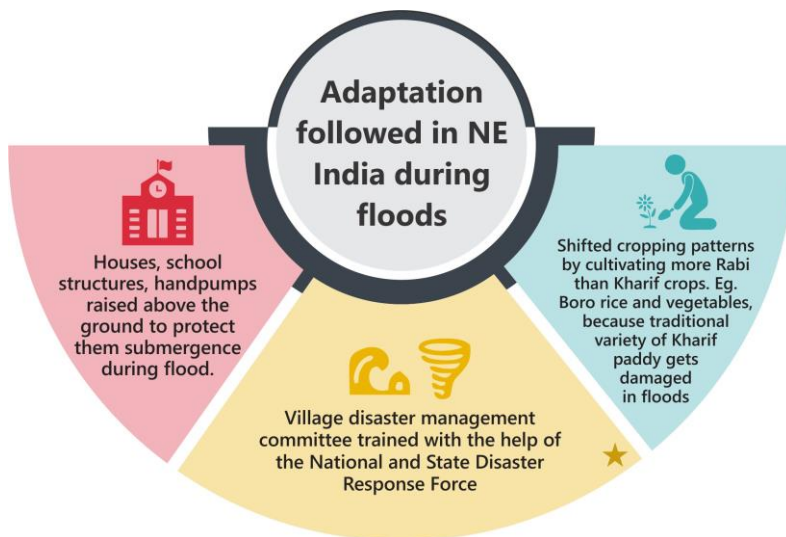 Adaptation
followed in NE
India during
floods
Houses, school
structures, handpumps
raised above the
ground to protect
them submergence
during flood.
Village disaster management
committee trained with the help of
the National and State Disaster
Response Force
Shifted cropping patterns
by cultivating more Rabi
than Kharif crops. Eg.
Boro rice and vegetables,
because traditional
variety of Kharif
paddy gets
damaged
in floods